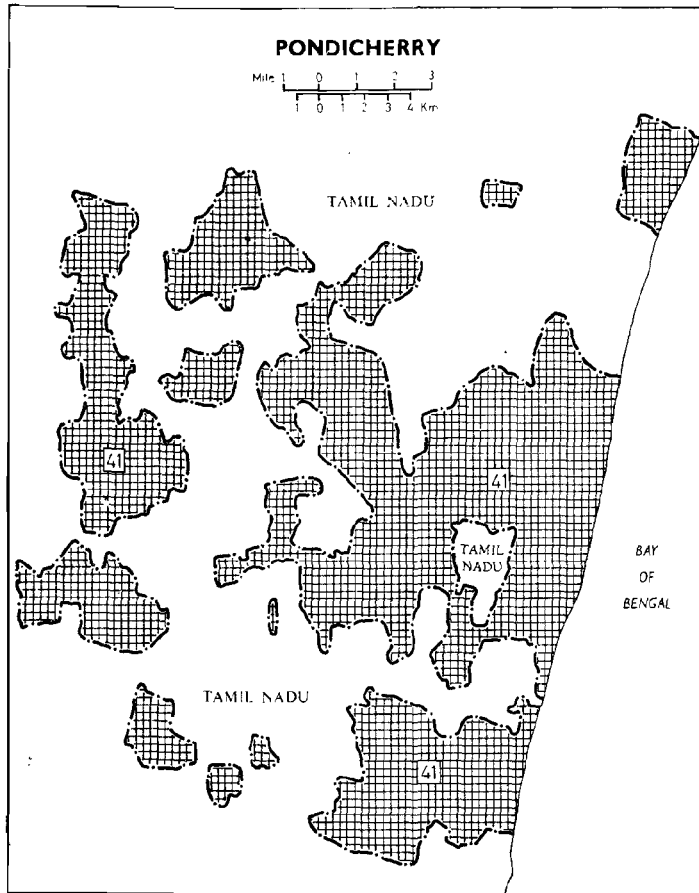 PONDICHERRY
Mile 1 0 1 2 3
1 0 1 2 3 4 Km
TAMIL NADU
41
41
TAMIL
NADU
BAY
OF
BENGAL
TAMIL NADU
41